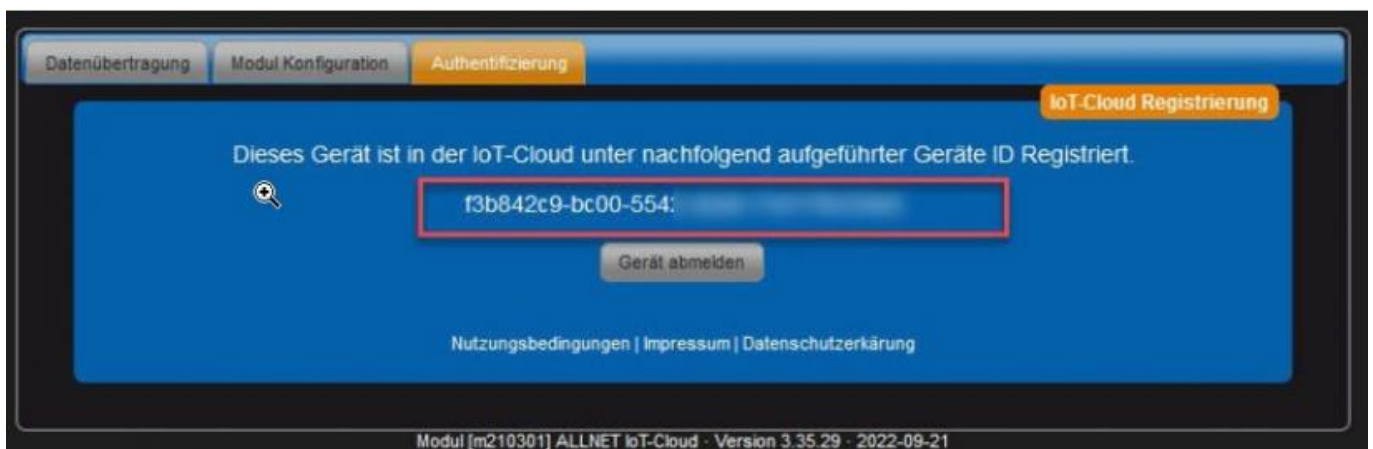 Datenübertragung Modul Konfiguration Authentifizierung
IoT-Cloud Registrierung
Dieses Gerät ist in der IoT-Cloud unter nachfolgend aufgeführter Geräte ID Registriert.
f3b842c9-bc00-554
Gerät abmelden
Nutzungsbedingungen | Impressum | Datenschutzerkärung
Modul [m210301] ALLNET IoT-Cloud · Version 3.35.29 · 2022-09-21